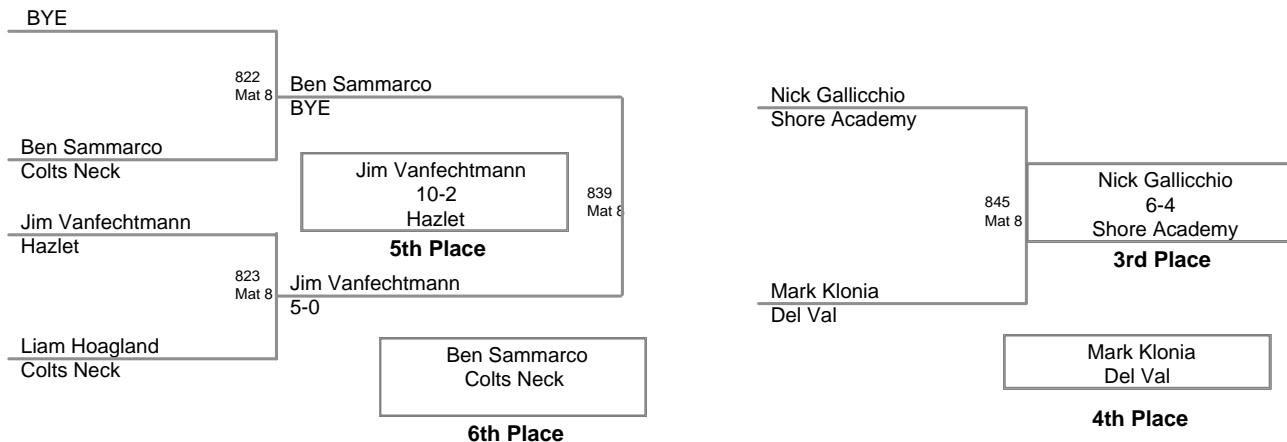 BYE
822
Mat 8
Ben Sammarco
BYE
Ben Sammarco
Colts Neck
Jim Vanfechtmann
10-2
Hazlet
5th Place
839
Mat 8
Jim Vanfechtmann
Hazlet
823
Mat 8
Jim Vanfechtmann
5-0
Liam Hoagland
Colts Neck
Ben Sammarco
Colts Neck
6th Place
Nick Gallicchio
Shore Academy
845
Mat 8
Nick Gallicchio
6-4
Shore Academy
3rd Place
Mark Klonia
Del Val
Mark Klonia
Del Val
4th Place